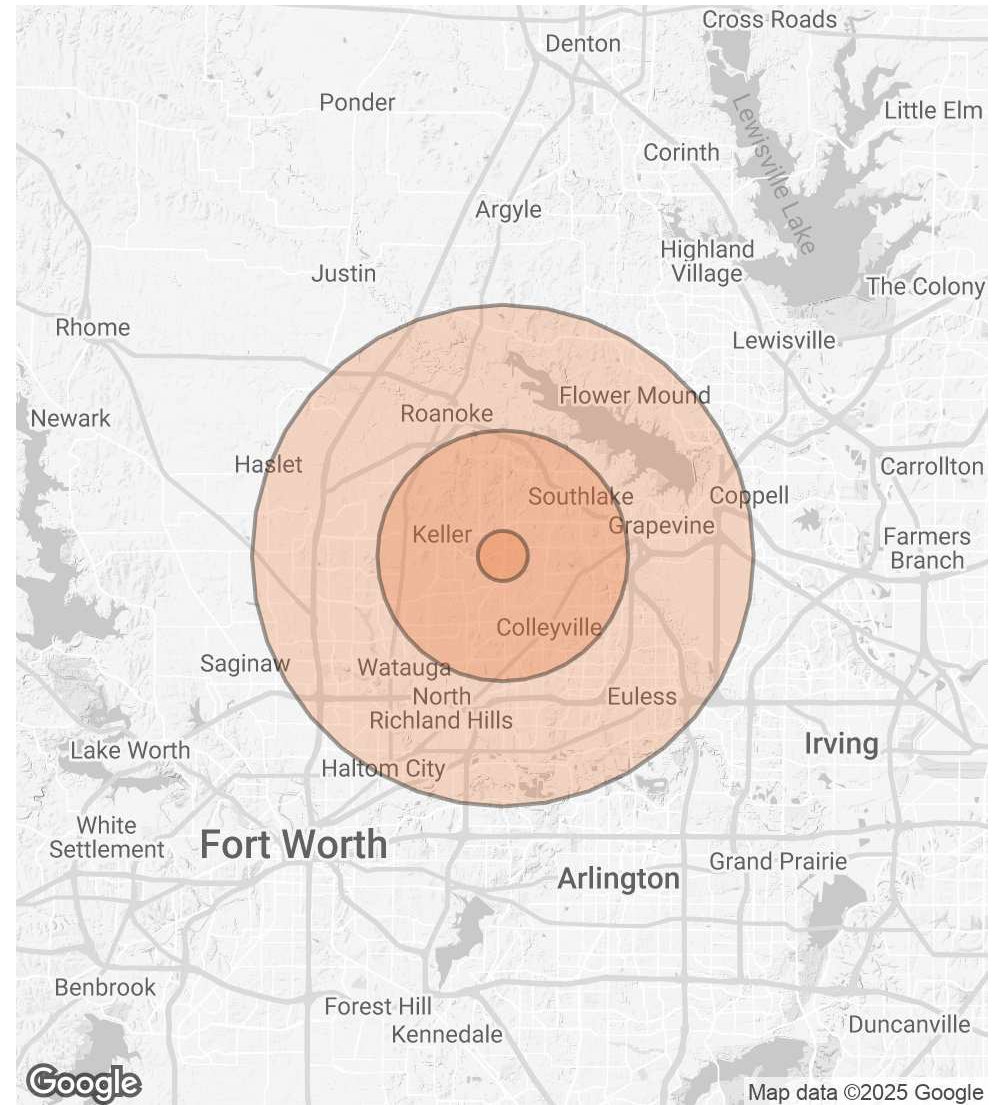 Cross Roads
Denton
Ponder
Little Elm
Lewisville Lake
Corinth
Argyle
Highland
Village
Justin
The Colony
Rhome
Lewisville
Flower Mound
Roanoke
Newark
Haslet
Carrollton
Southlake
Coppell
Grapevine
Keller
Farmers
Branch
Colleyville
Saginaw
Watauga
North
Richland Hills
Euless
Irving
Lake Worth
Haltom City
White
Settlement
Fort Worth
Grand Prairie
Arlington
Benbrook
Forest Hill
Kennedale
Duncanville
Google
Map data ©2025 Google